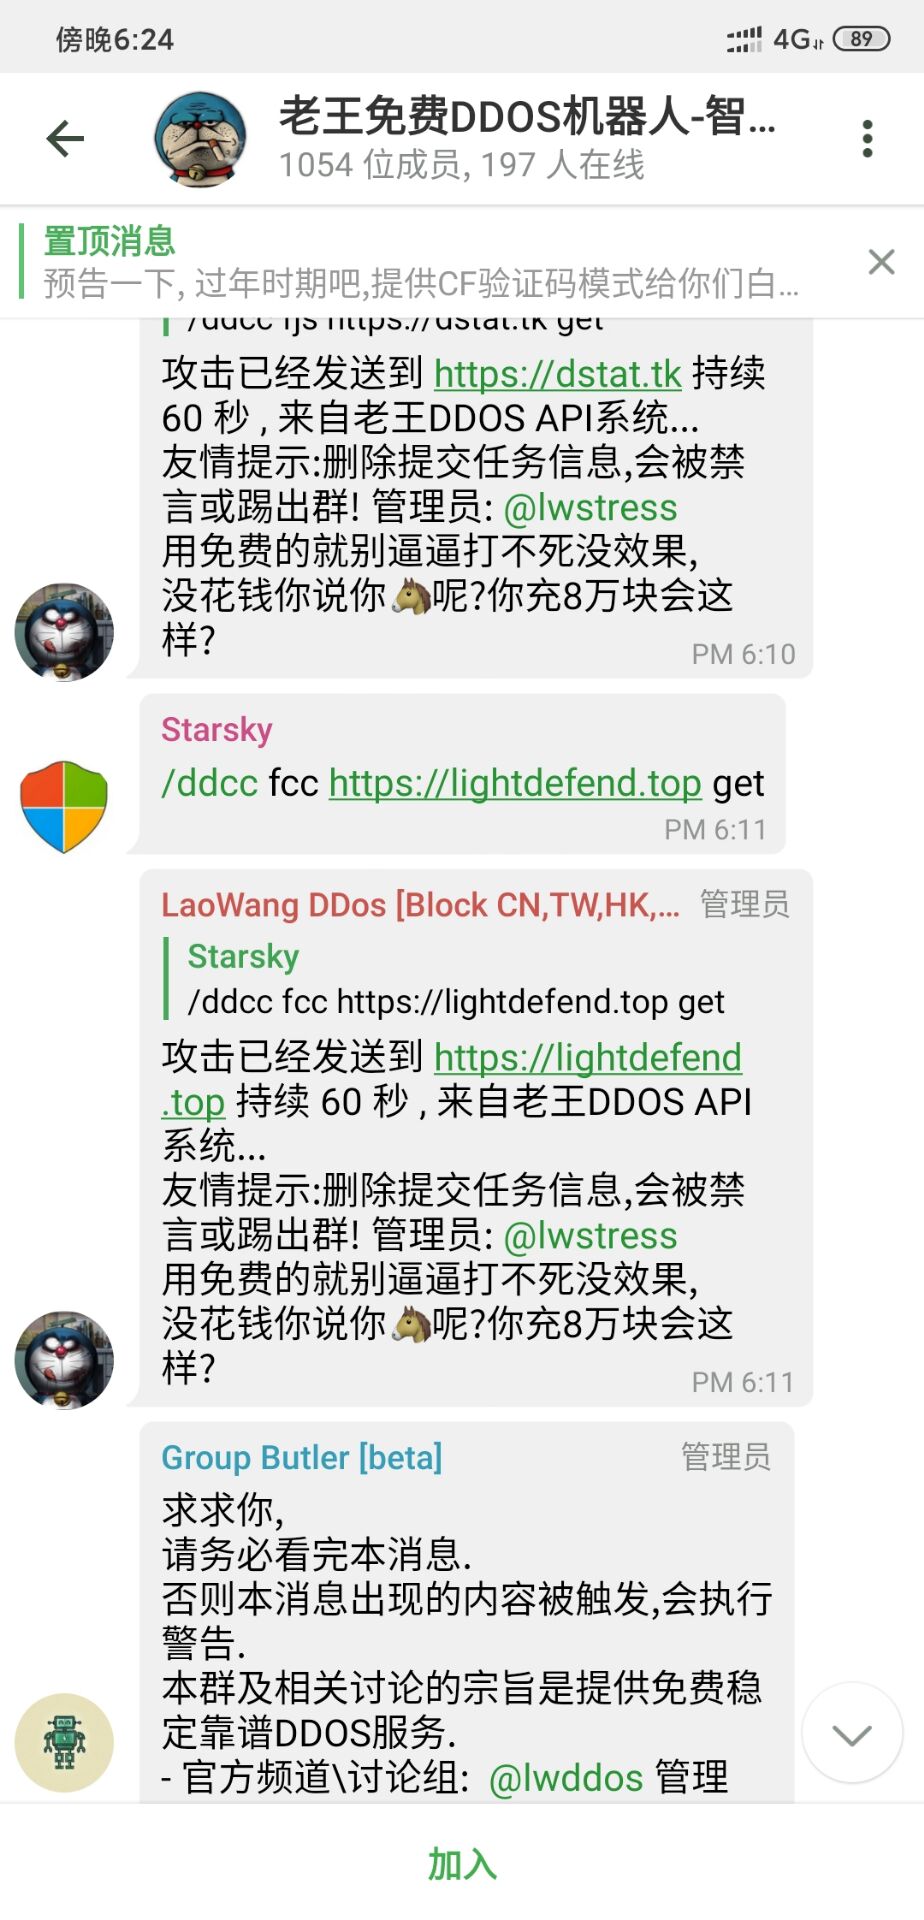 傍晚6:24
4G 89
老王免费DDOS机器人-智...
1054 位成员, 197 人在线
置顶消息
预告一下, 过年时期吧,提供CF验证码模式给你们白...
/ddcc fjs https://dstat.tk get
攻击已经发送到 https://dstat.tk 持续
60 秒 , 来自老王DDOS API系统...
友情提示:删除提交任务信息,会被禁
言或踢出群! 管理员: @lwstress
用免费的就别逼逼打不死没效果,
没花钱你说你🐴呢?你充8万块会这
样?
PM 6:10
Starsky
/ddcc fcc https://lightdefend.top get
PM 6:11
LaoWang DDos [Block CN,TW,HK,... 管理员
Starsky
/ddcc fcc https://lightdefend.top get
攻击已经发送到 https://lightdefend
.top 持续 60 秒 , 来自老王DDOS API
系统...
友情提示:删除提交任务信息,会被禁
言或踢出群! 管理员: @lwstress
用免费的就别逼逼打不死没效果,
没花钱你说你🐴呢?你充8万块会这
样?
PM 6:11
Group Butler [beta] 管理员
求求你,
请务必看完本消息.
否则本消息出现的内容被触发,会执行
警告.
本群及相关讨论的宗旨是提供免费稳
定靠谱DDOS服务.
- 官方频道\讨论组: @lwddos 管理
加入